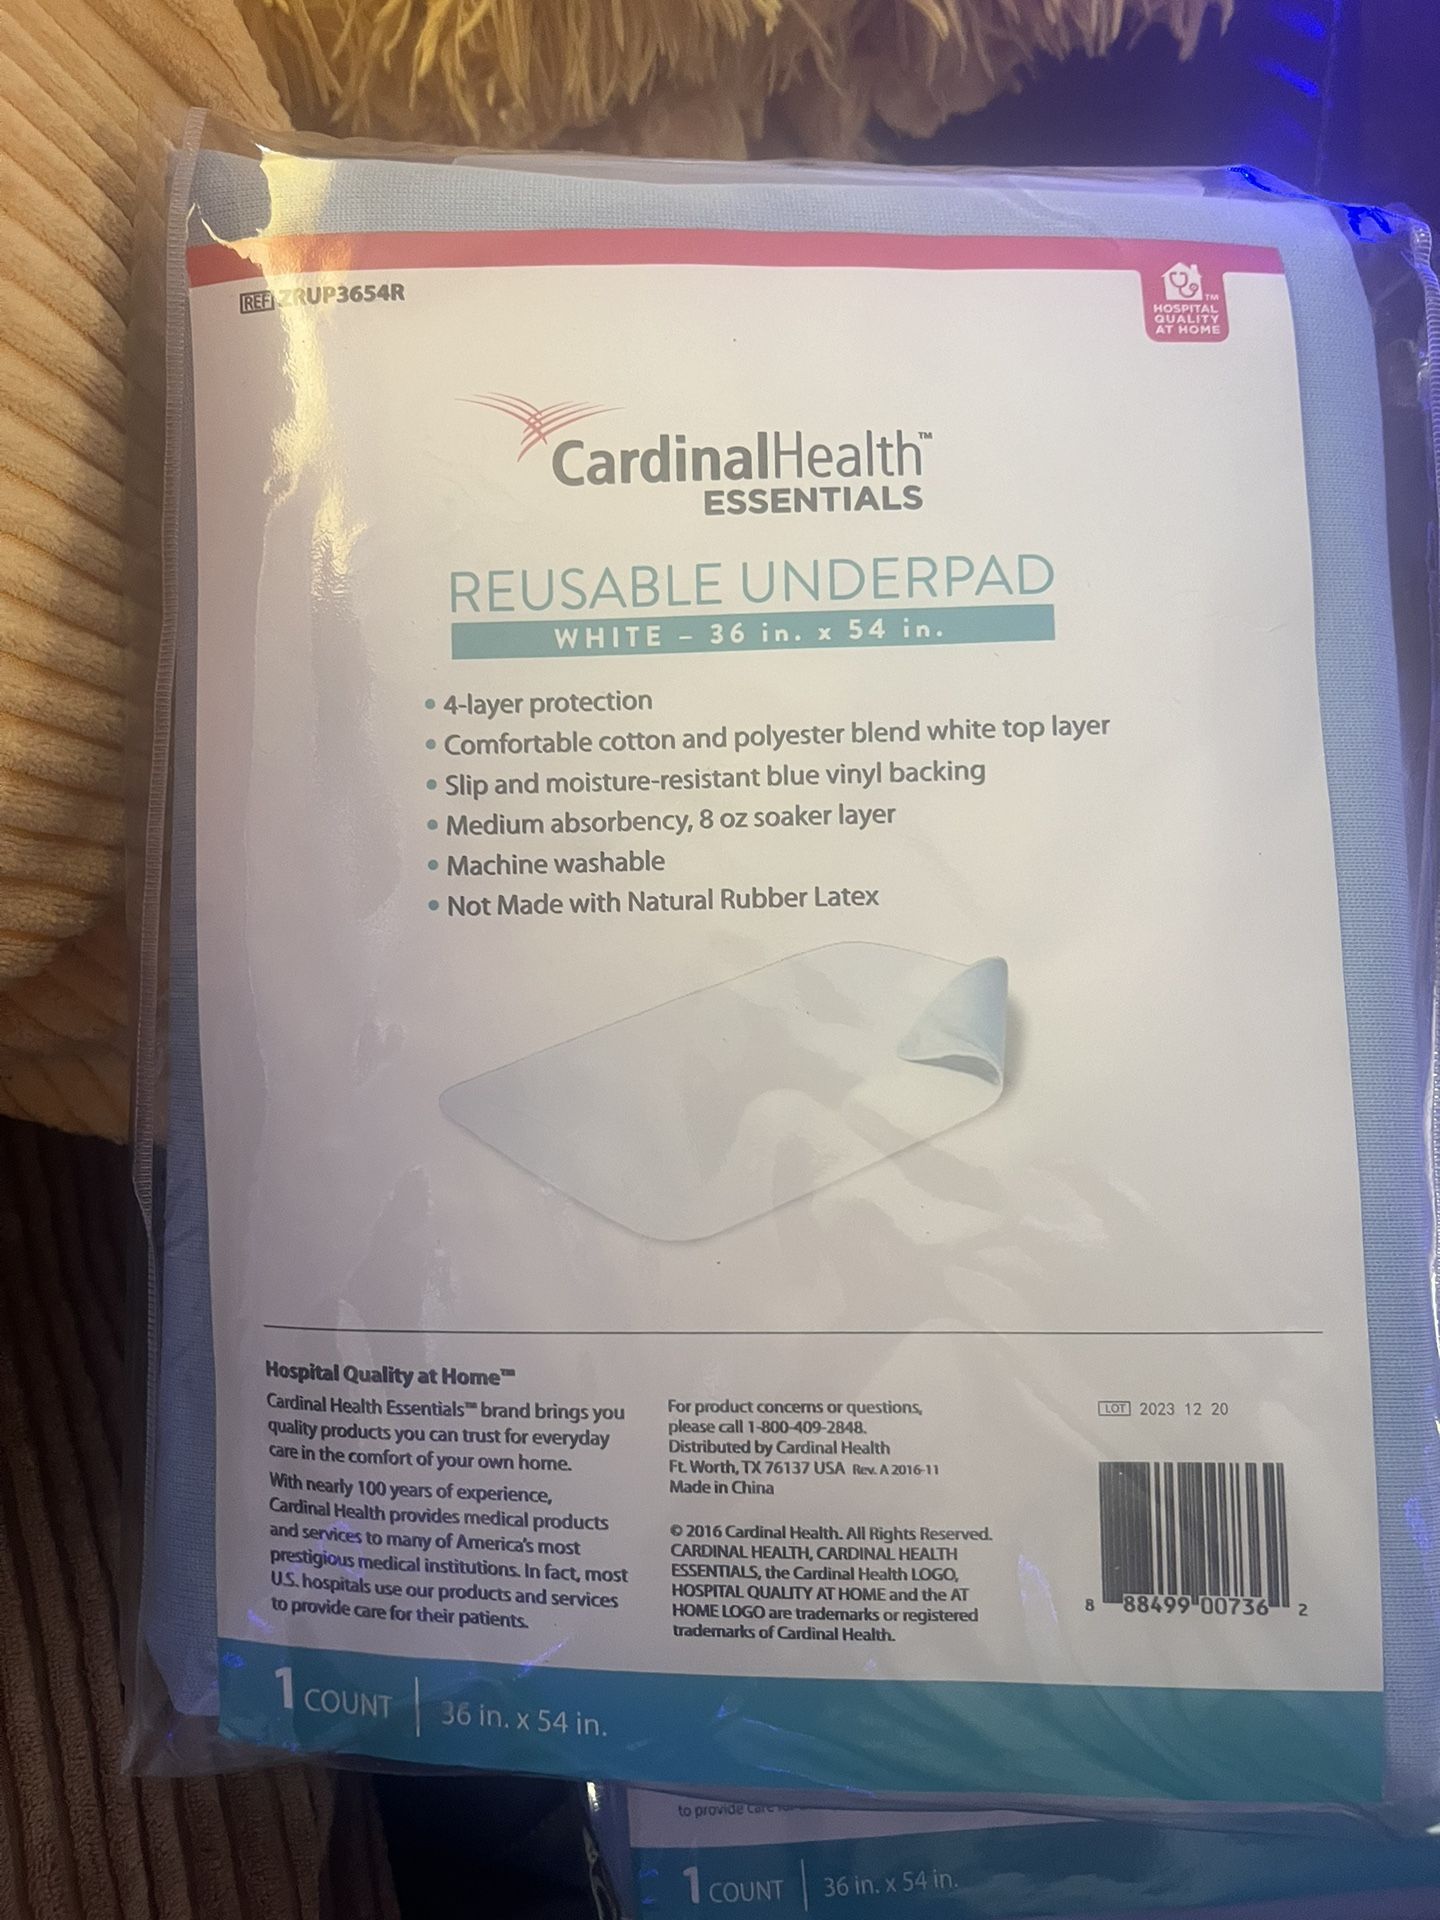 REF ZRUP3654R
TM
HOSPITAL
QUALITY
AT HOME
CardinalHealth™
ESSENTIALS
REUSABLE UNDERPAD
WHITE – 36 in. x 54 in.
• 4-layer protection
• Comfortable cotton and polyester blend white top layer
• Slip and moisture-resistant blue vinyl backing
• Medium absorbency, 8 oz soaker layer
• Machine washable
• Not Made with Natural Rubber Latex
Hospital Quality at Home™
Cardinal Health Essentials™ brand brings you
quality products you can trust for everyday
care in the comfort of your own home.
With nearly 100 years of experience,
Cardinal Health provides medical products
and services to many of America's most
prestigious medical institutions. In fact, most
U.S. hospitals use our products and services
to provide care for their patients.
For product concerns or questions,
please call 1-800-409-2848.
Distributed by Cardinal Health
Ft. Worth, TX 76137 USA Rev. A 2016-11
Made in China
© 2016 Cardinal Health. All Rights Reserved.
CARDINAL HEALTH, CARDINAL HEALTH
ESSENTIALS, the Cardinal Health LOGO,
HOSPITAL QUALITY AT HOME and the AT
HOME LOGO are trademarks or registered
trademarks of Cardinal Health.
LOT 2023 12 20
8 88499 00736 2
1 COUNT | 36 in. x 54 in.
to provide care
1 COUNT | 36 in. x 54 in.